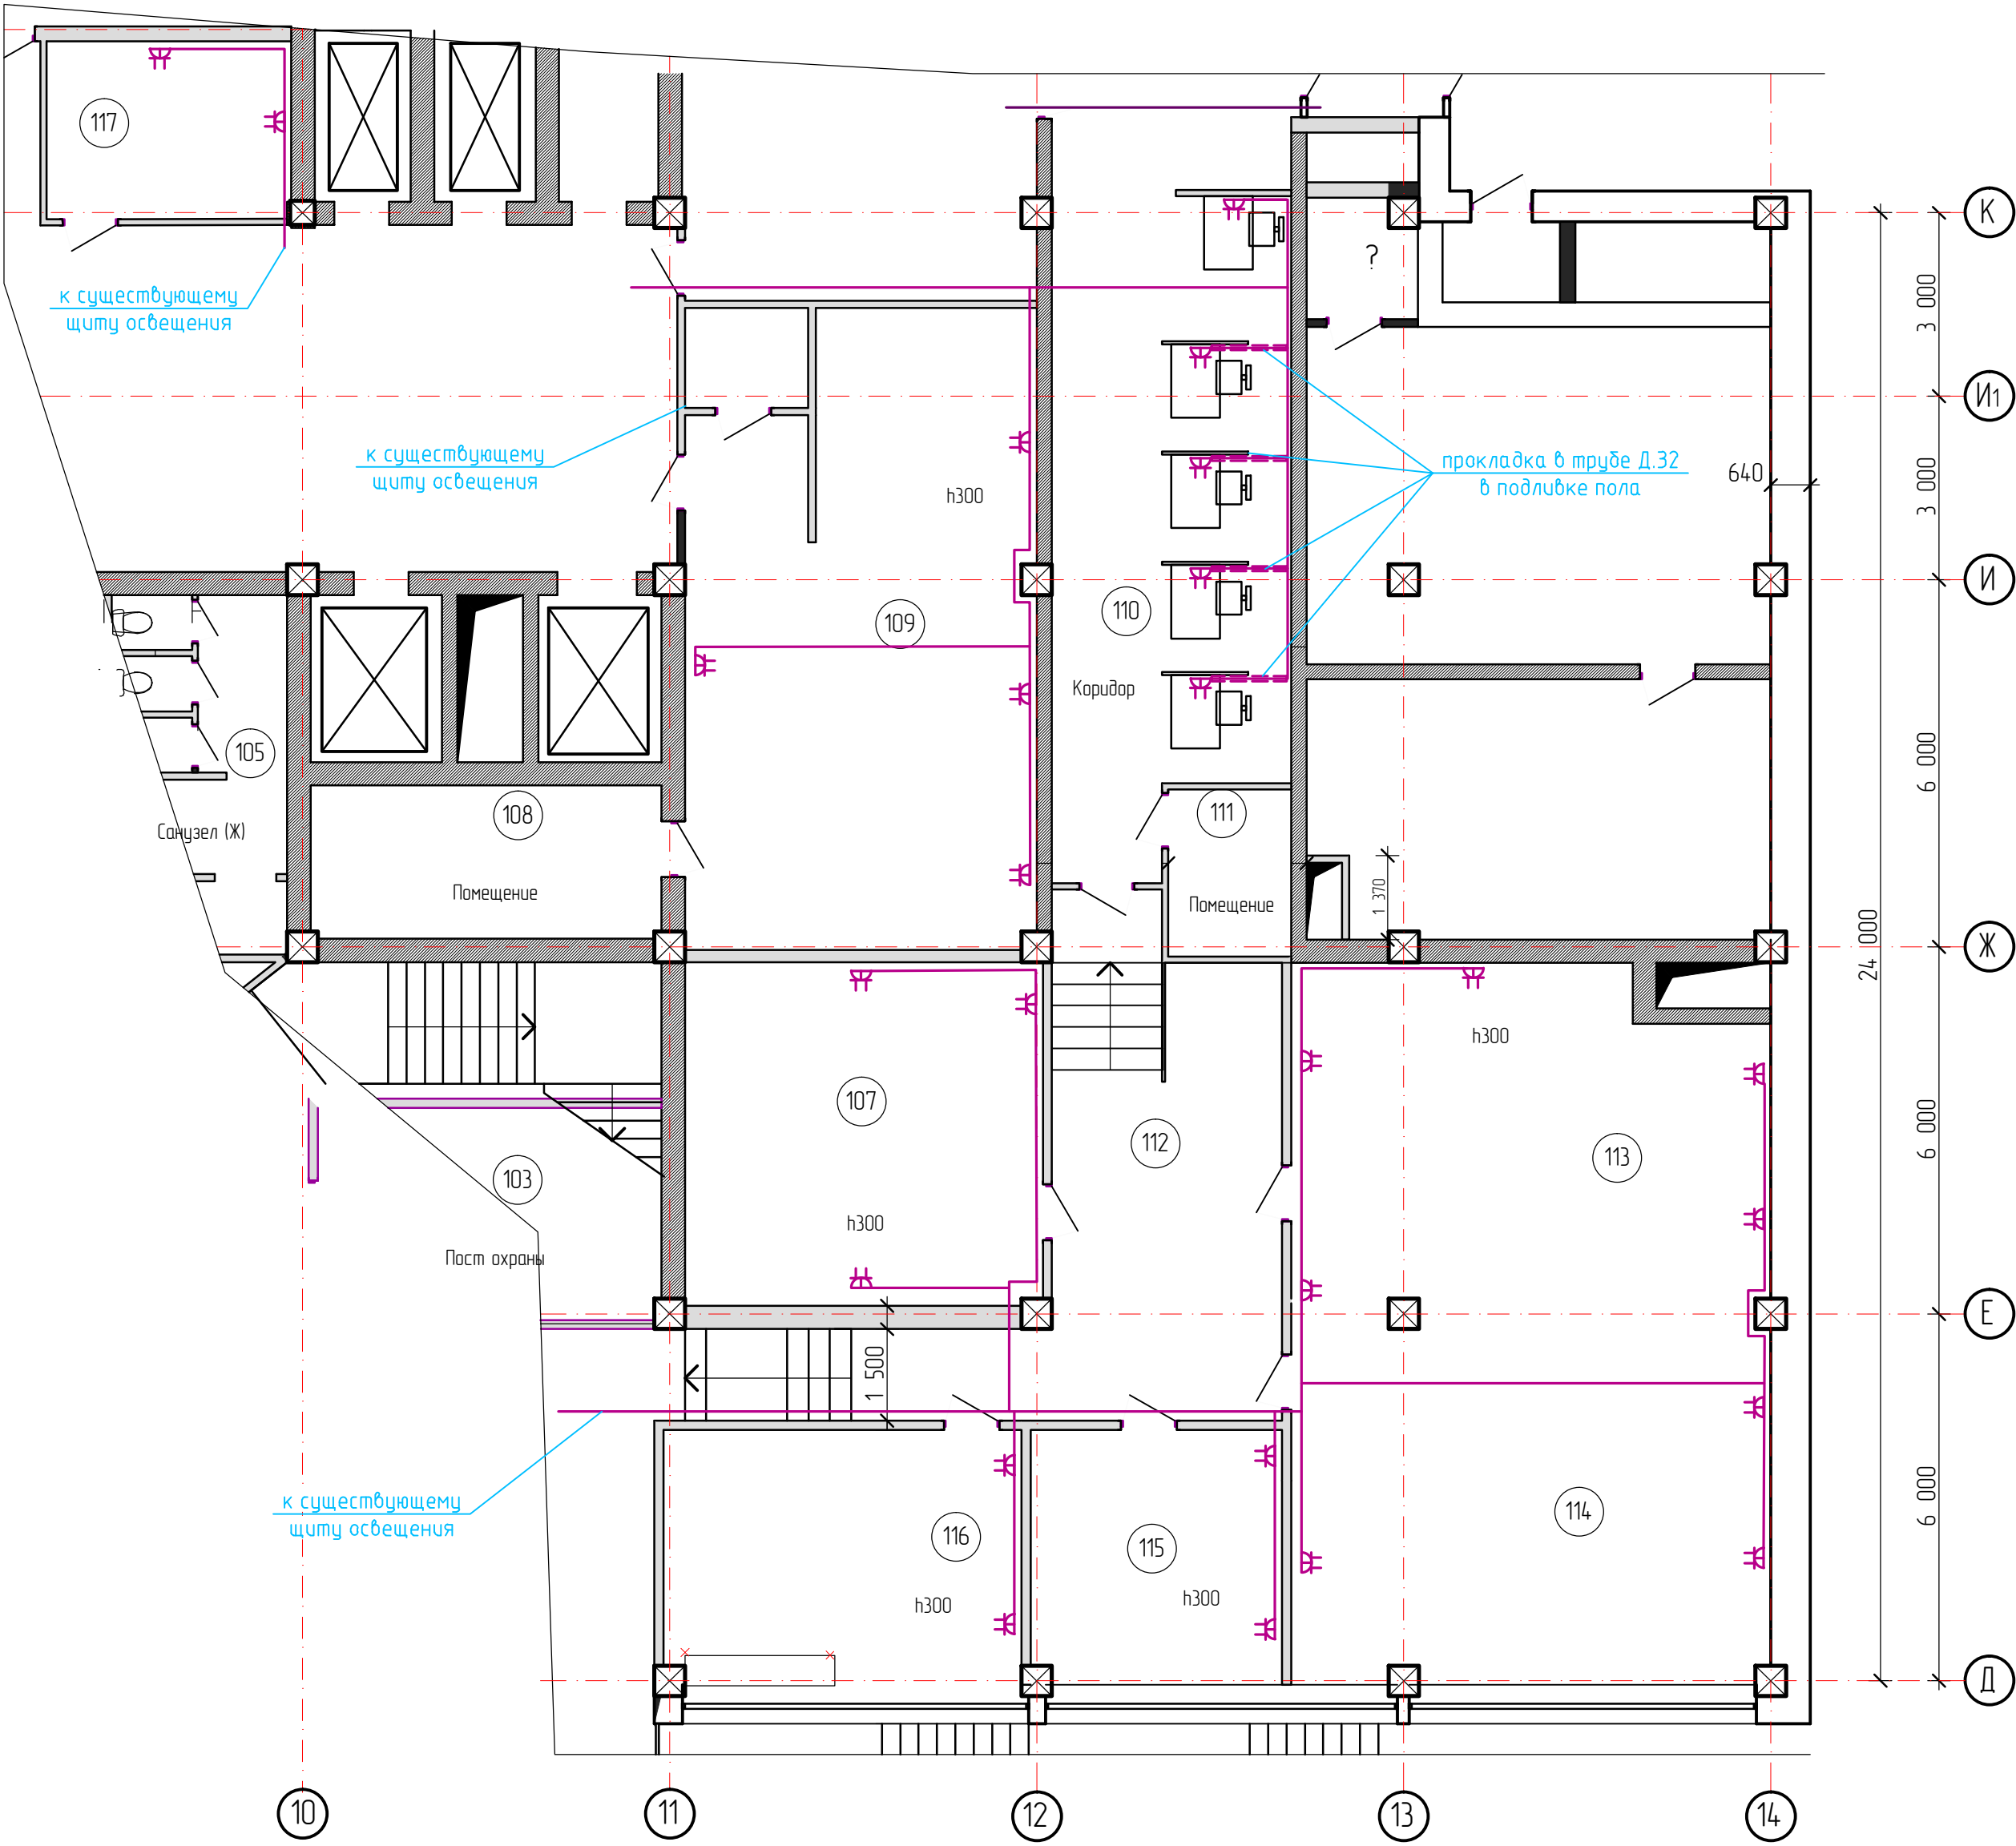 117
К
?
3 000
к существующему
щиту освещения
И1
к существующему
щиту освещения
прокладка в трубе Д.32
в подливке пола
640
3 000
h300
И
109
110
Коридор
105
6 000
108
111
Санузел (Ж)
Помещение
Помещение
1 370
24 000
Ж
h300
107
112
113
6 000
103
h300
Пост охраны
Е
1 500
к существующему
щиту освещения
6 000
114
116
115
h300
h300
Д
10
11
12
13
14